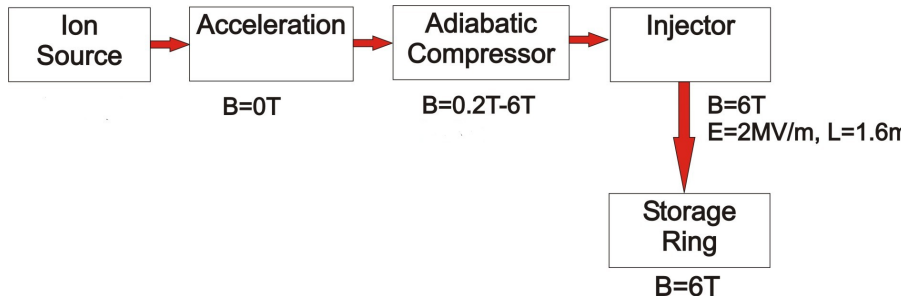 Ion
Source
Acceleration
Adiabatic
Compressor
Injector
B=0T
B=0.2T-6T
B=6T
E=2MV/m, L=1.6m
Storage
Ring
B=6T